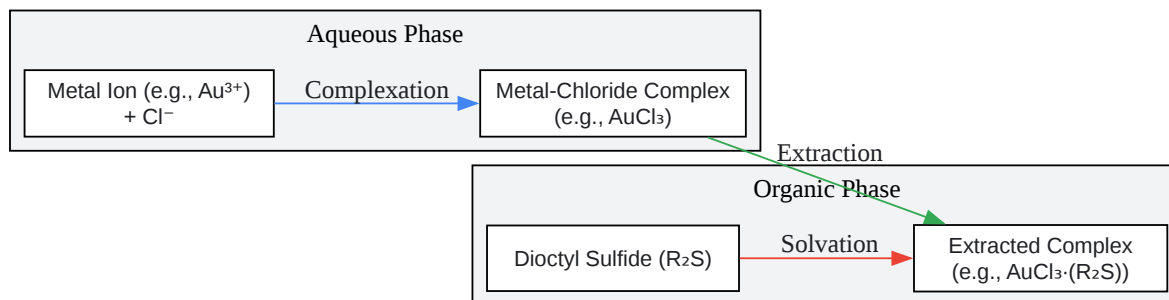 Aqueous Phase
Metal Ion (e.g., Au³⁺)
+ Cl⁻
Complexation
Metal-Chloride Complex
(e.g., AuCl₃)
Extraction
Organic Phase
Dioctyl Sulfide (R₂S)
Solvation
Extracted Complex
(e.g., AuCl₃·(R₂S))